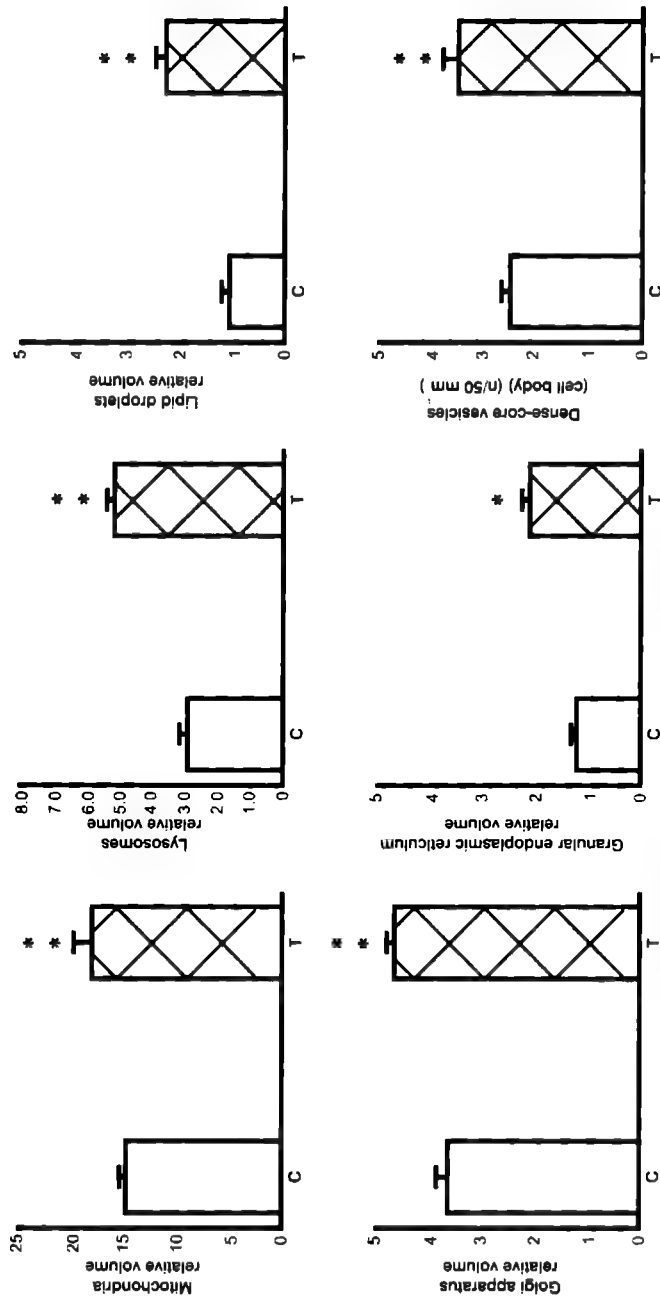 Mitochondria
relative volume
25
20
15
10
5
0
C
T
* *
Lysosomes
relative volume
8.0
7 0
6 0
5.0
4.0
3.0
2.0
1.0
0
C
T
* *
Lipid droplets
relative volume
5
4
3
2
1
0
C
T
* *
Golgi apparatus
relative volume
5
4
3
2
1
0
C
T
* *
Granular endoplasmic reticulum
relative volume
5
4
3
2
1
0
C
T
*
Dense-core vesicles
(cell body) (n/50 mm )
5
4
3
2
1
0
C
T
* *